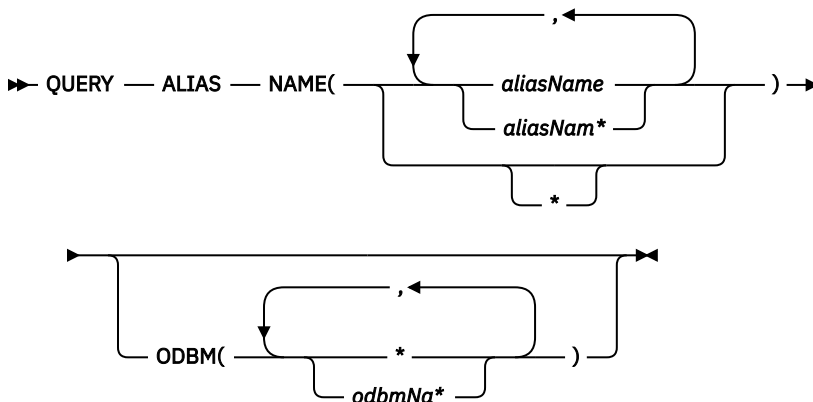 ,
QUERY ALIAS NAME( aliasName )
aliasNam*
*
,
ODBM( * )
odbmNa*